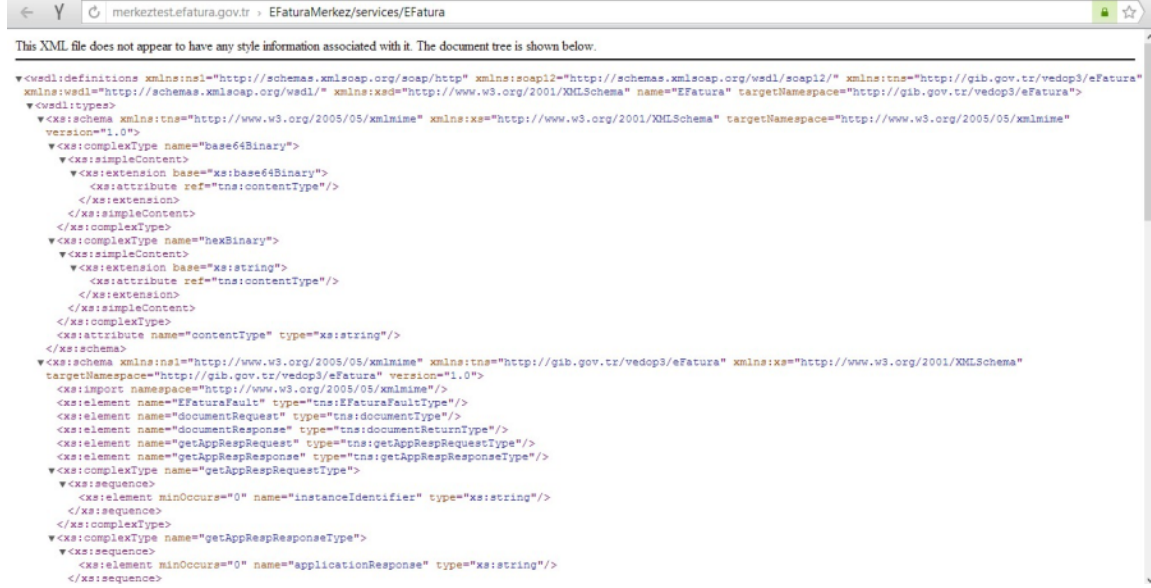 merkeztest.efatura.gov.tr › EFaturaMerkez/services/EFatura
This XML file does not appear to have any style information associated with it. The document tree is shown below.
▼<wsdl:definitions xmlns:ns1="http://schemas.xmlsoap.org/soap/http" xmlns:soap12="http://schemas.xmlsoap.org/wsdl/soap12/" xmlns:tns="http://gib.gov.tr/vedop3/eFatura"
xmlns:wsdl="http://schemas.xmlsoap.org/wsdl/" xmlns:xsd="http://www.w3.org/2001/XMLSchema" name="EFatura" targetNamespace="http://gib.gov.tr/vedop3/eFatura">
▼<wsdl:types>
▼<xs:schema xmlns:tns="http://www.w3.org/2005/05/xmlmime" xmlns:xs="http://www.w3.org/2001/XMLSchema" targetNamespace="http://www.w3.org/2005/05/xmlmime"
version="1.0">
▼<xs:complexType name="base64Binary">
▼<xs:simpleContent>
▼<xs:extension base="xs:base64Binary">
<xs:attribute ref="tns:contentType"/>
</xs:extension>
</xs:simpleContent>
</xs:complexType>
▼<xs:complexType name="hexBinary">
▼<xs:simpleContent>
▼<xs:extension base="xs:string">
<xs:attribute ref="tns:contentType"/>
</xs:extension>
</xs:simpleContent>
</xs:complexType>
<xs:attribute name="contentType" type="xs:string"/>
</xs:schema>
▼<xs:schema xmlns:ns1="http://www.w3.org/2005/05/xmlmime" xmlns:tns="http://gib.gov.tr/vedop3/eFatura" xmlns:xs="http://www.w3.org/2001/XMLSchema"
targetNamespace="http://gib.gov.tr/vedop3/eFatura" version="1.0">
<xs:import namespace="http://www.w3.org/2005/05/xmlmime"/>
<xs:element name="EFaturaFault" type="tns:EFaturaFaultType"/>
<xs:element name="documentRequest" type="tns:documentType"/>
<xs:element name="documentResponse" type="tns:documentReturnType"/>
<xs:element name="getAppRespRequest" type="tns:getAppRespRequestType"/>
<xs:element name="getAppRespResponse" type="tns:getAppRespResponseType"/>
▼<xs:complexType name="getAppRespRequestType">
▼<xs:sequence>
<xs:element minOccurs="0" name="instanceIdentifier" type="xs:string"/>
</xs:sequence>
</xs:complexType>
▼<xs:complexType name="getAppRespResponseType">
▼<xs:sequence>
<xs:element minOccurs="0" name="applicationResponse" type="xs:string"/>
</xs:sequence>